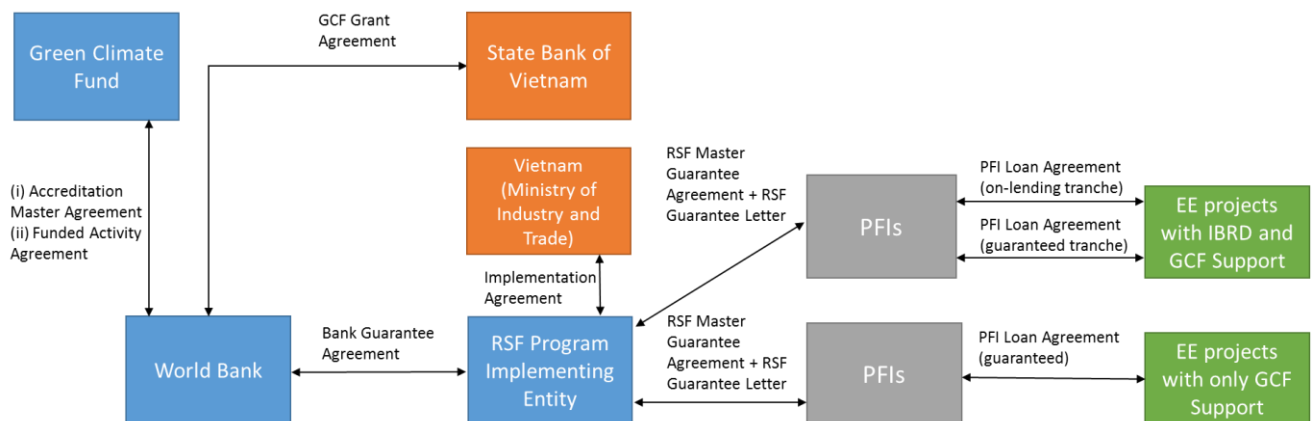 GCF Grant
Agreement
Green Climate
Fund
State Bank of
Vietnam
(i) Accreditation
Master Agreement
(ii) Funded Activity
Agreement
Vietnam
(Ministry of
Industry and
Trade)
RSF Master
Guarantee
Agreement + RSF
Guarantee Letter
PFIs
PFI Loan Agreement
(on-lending tranche)
PFI Loan Agreement
(guaranteed tranche)
EE projects
with IBRD and
GCF Support
Implementation
Agreement
World Bank
Bank Guarantee
Agreement
RSF Program
Implementing
Entity
RSF Master
Guarantee
Agreement + RSF
Guarantee Letter
PFIs
PFI Loan Agreement
(guaranteed)
EE projects
with only GCF
Support